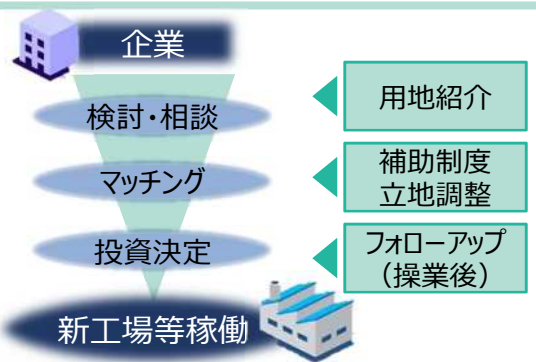 企業
検討・相談
用地紹介
マッチング
補助制度
立地調整
投資決定
フォローアップ
（操業後）
新工場等稼働